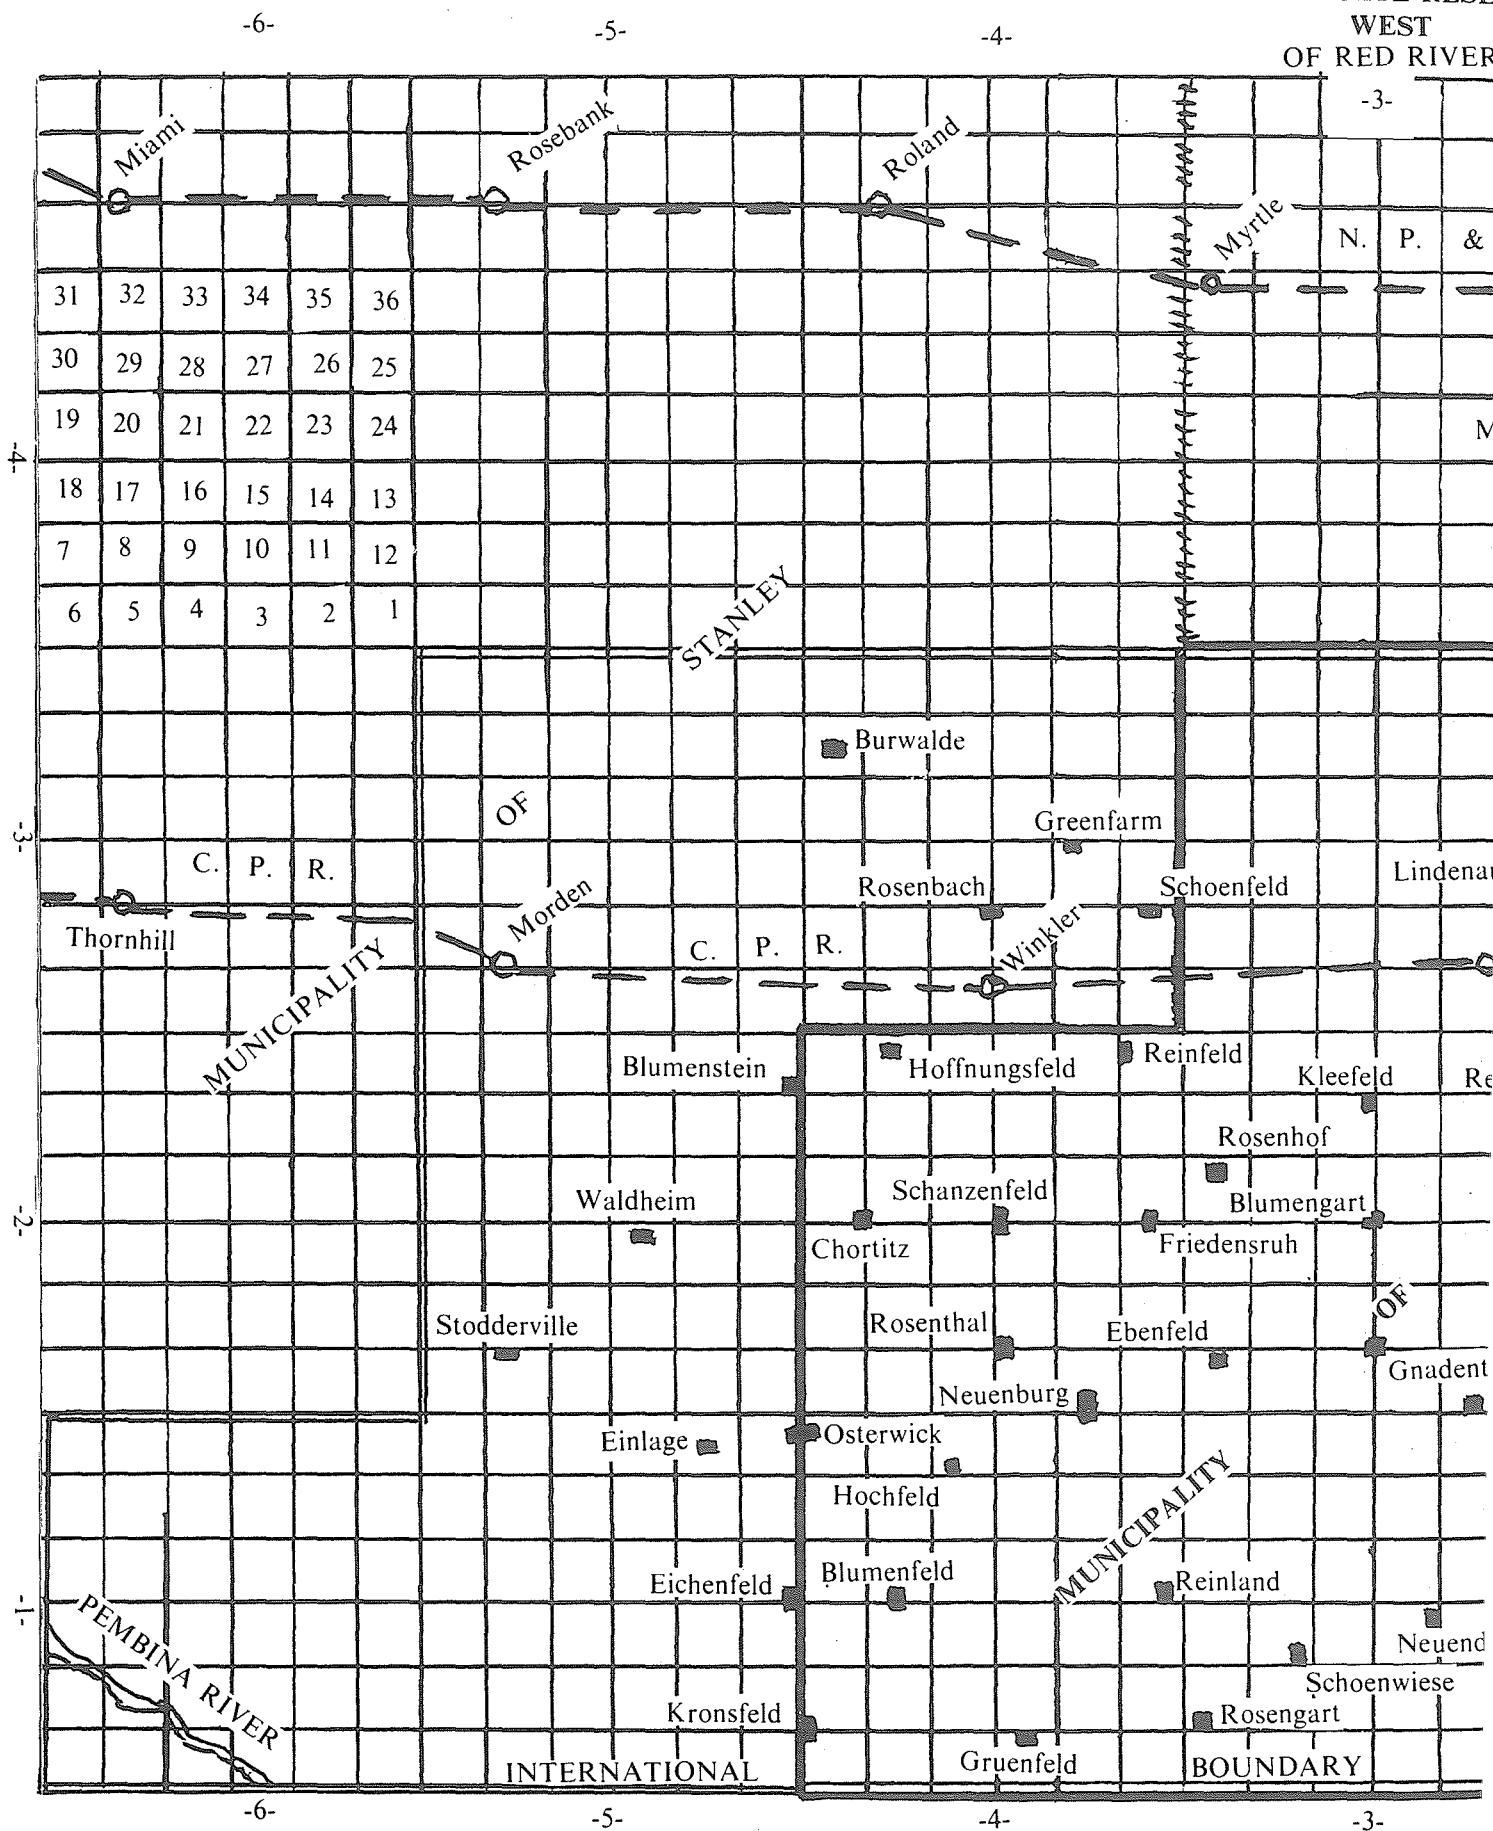 -6-
-5-
-4-
WEST
OF RED RIVER
-3-
Miami
Rosebank
Roland
Myrtle
N. P. &
31 32 33 34 35 36
30 29 28 27 26 25
19 20 21 22 23 24
-4-
M
18 17 16 15 14 13
7 8 9 10 11 12
6 5 4 3 2 1
STANLEY
Burwalde
OF
Greenfarm
-3-
C. P. R.
Rosenbach
Schoenfeld
Lindenau
Morden
Winkler
Thornhill
C. P. R.
MUNICIPALITY
Blumenstein
Hoffnungsfeld
Reinfeld
Kleefeld
Re
Rosenhof
Waldheim
Schanzenfeld
Blumengart
-2-
Chortitz
Friedensruh
OF
Stodderville
Rosenthal
Ebenfeld
Gnadent
Neuenburg
Einlage
Osterwick
Hochfeld
MUNICIPALITY
Eichenfeld
Blumenfeld
Reinland
-1-
PEMBINA RIVER
Neuend
Schoenwiese
Kronsfeld
Rosengart
Gruenfeld
INTERNATIONAL
BOUNDARY
-6-
-5-
-4-
-3-